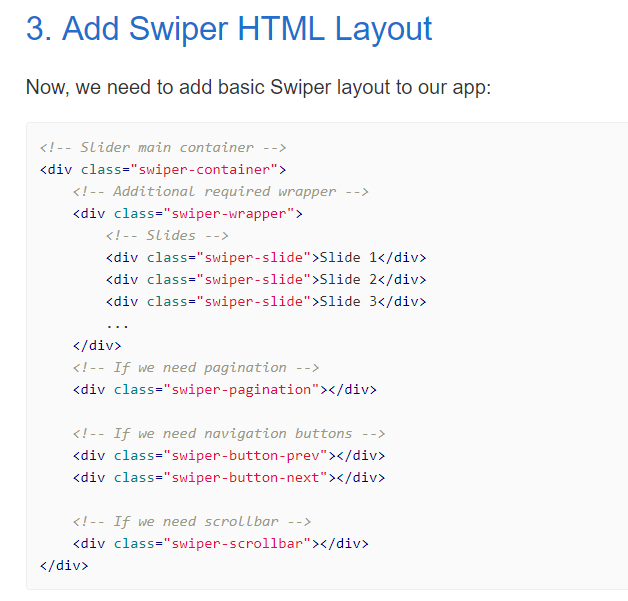 3. Add Swiper HTML Layout
Now, we need to add basic Swiper layout to our app:
<!-- Slider main container -->
<div class="swiper-container">
    <!-- Additional required wrapper -->
    <div class="swiper-wrapper">
        <!-- Slides -->
        <div class="swiper-slide">Slide 1</div>
        <div class="swiper-slide">Slide 2</div>
        <div class="swiper-slide">Slide 3</div>
        ...
    </div>
    <!-- If we need pagination -->
    <div class="swiper-pagination"></div>

    <!-- If we need navigation buttons -->
    <div class="swiper-button-prev"></div>
    <div class="swiper-button-next"></div>

    <!-- If we need scrollbar -->
    <div class="swiper-scrollbar"></div>
</div>